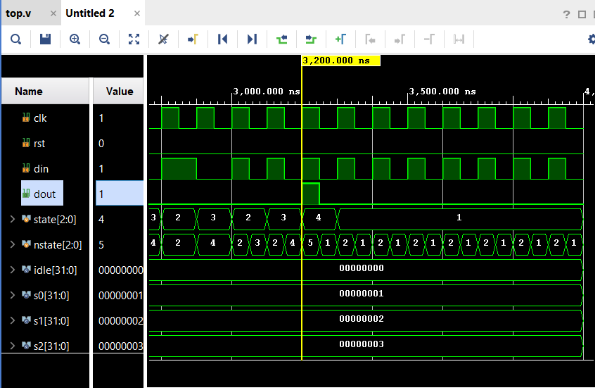 top.v × Untitled 2 ×
?
3,200.000 ns
Name Value 3,000.000 ns 3,500.000 ns 4,
clk 1
rst 0
din 1
dout 1
state[2:0] 4 3 2 3 2 3 4 1
nstate[2:0] 5 4 2 4 2 3 2 4 5 1 2 1 2 1 2 1 2 1 2 1 2 1 2 1
idle[31:0] 00000000 00000000
s0[31:0] 00000001 00000001
s1[31:0] 00000002 00000002
s2[31:0] 00000003 00000003